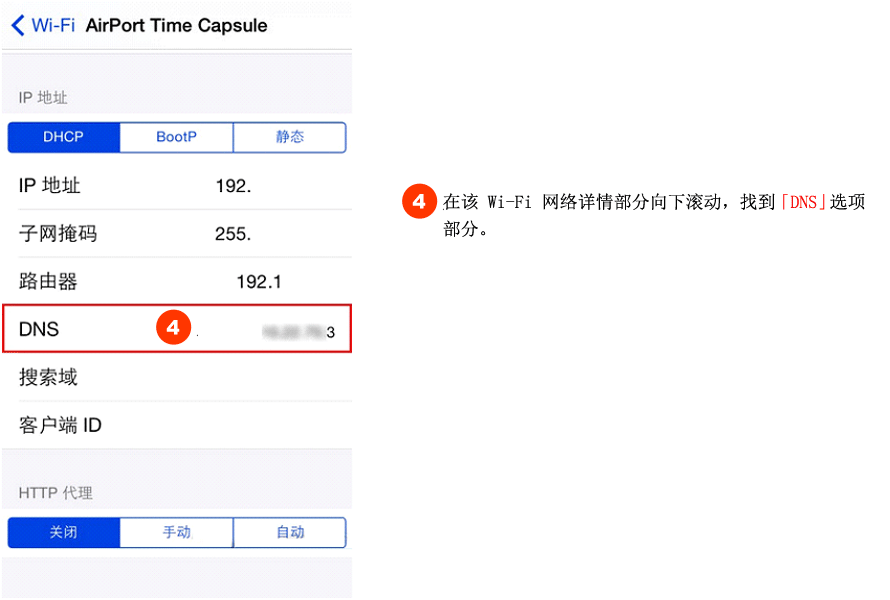 Wi-Fi AirPort Time Capsule
IP 地址
DHCP BootP 静态
IP 地址 192.
子网掩码 255.
路由器 192.1
DNS 4 . 3
搜索域
客户端 ID
HTTP 代理
关闭 手动 自动
4 在该 Wi-Fi 网络详情部分向下滚动，找到「DNS」选项
部分。